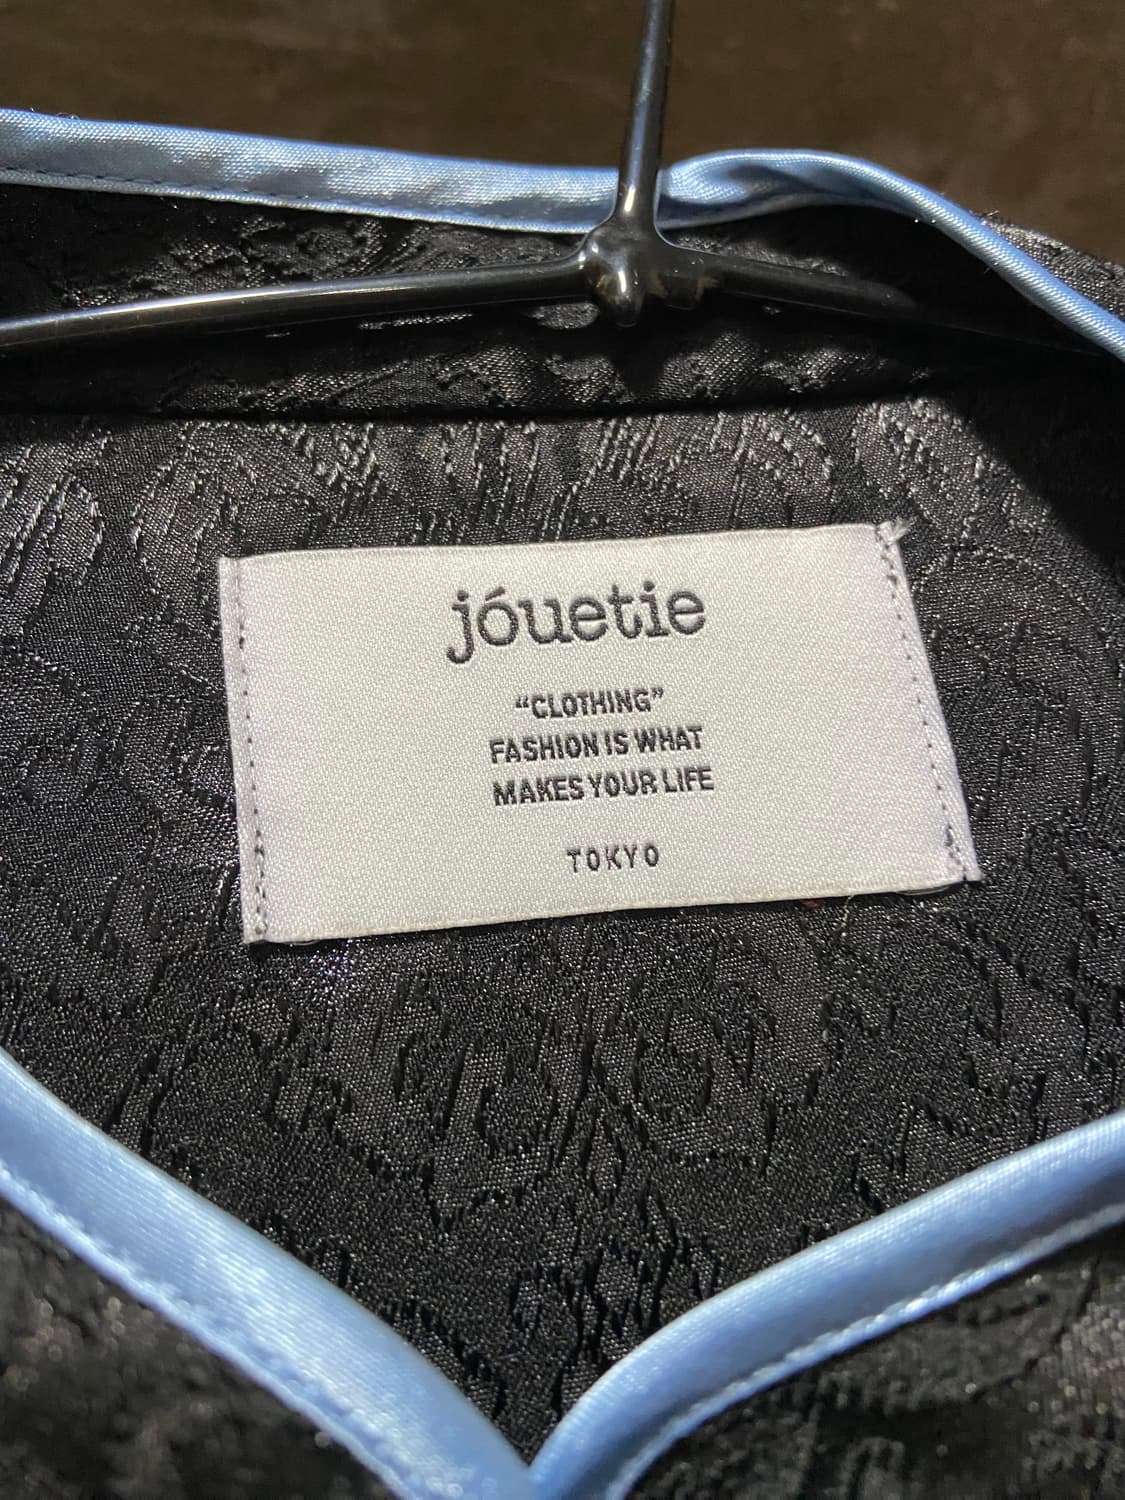 jóuetie
“CLOTHING”
FASHION IS WHAT
MAKES YOUR LIFE
TOKYO